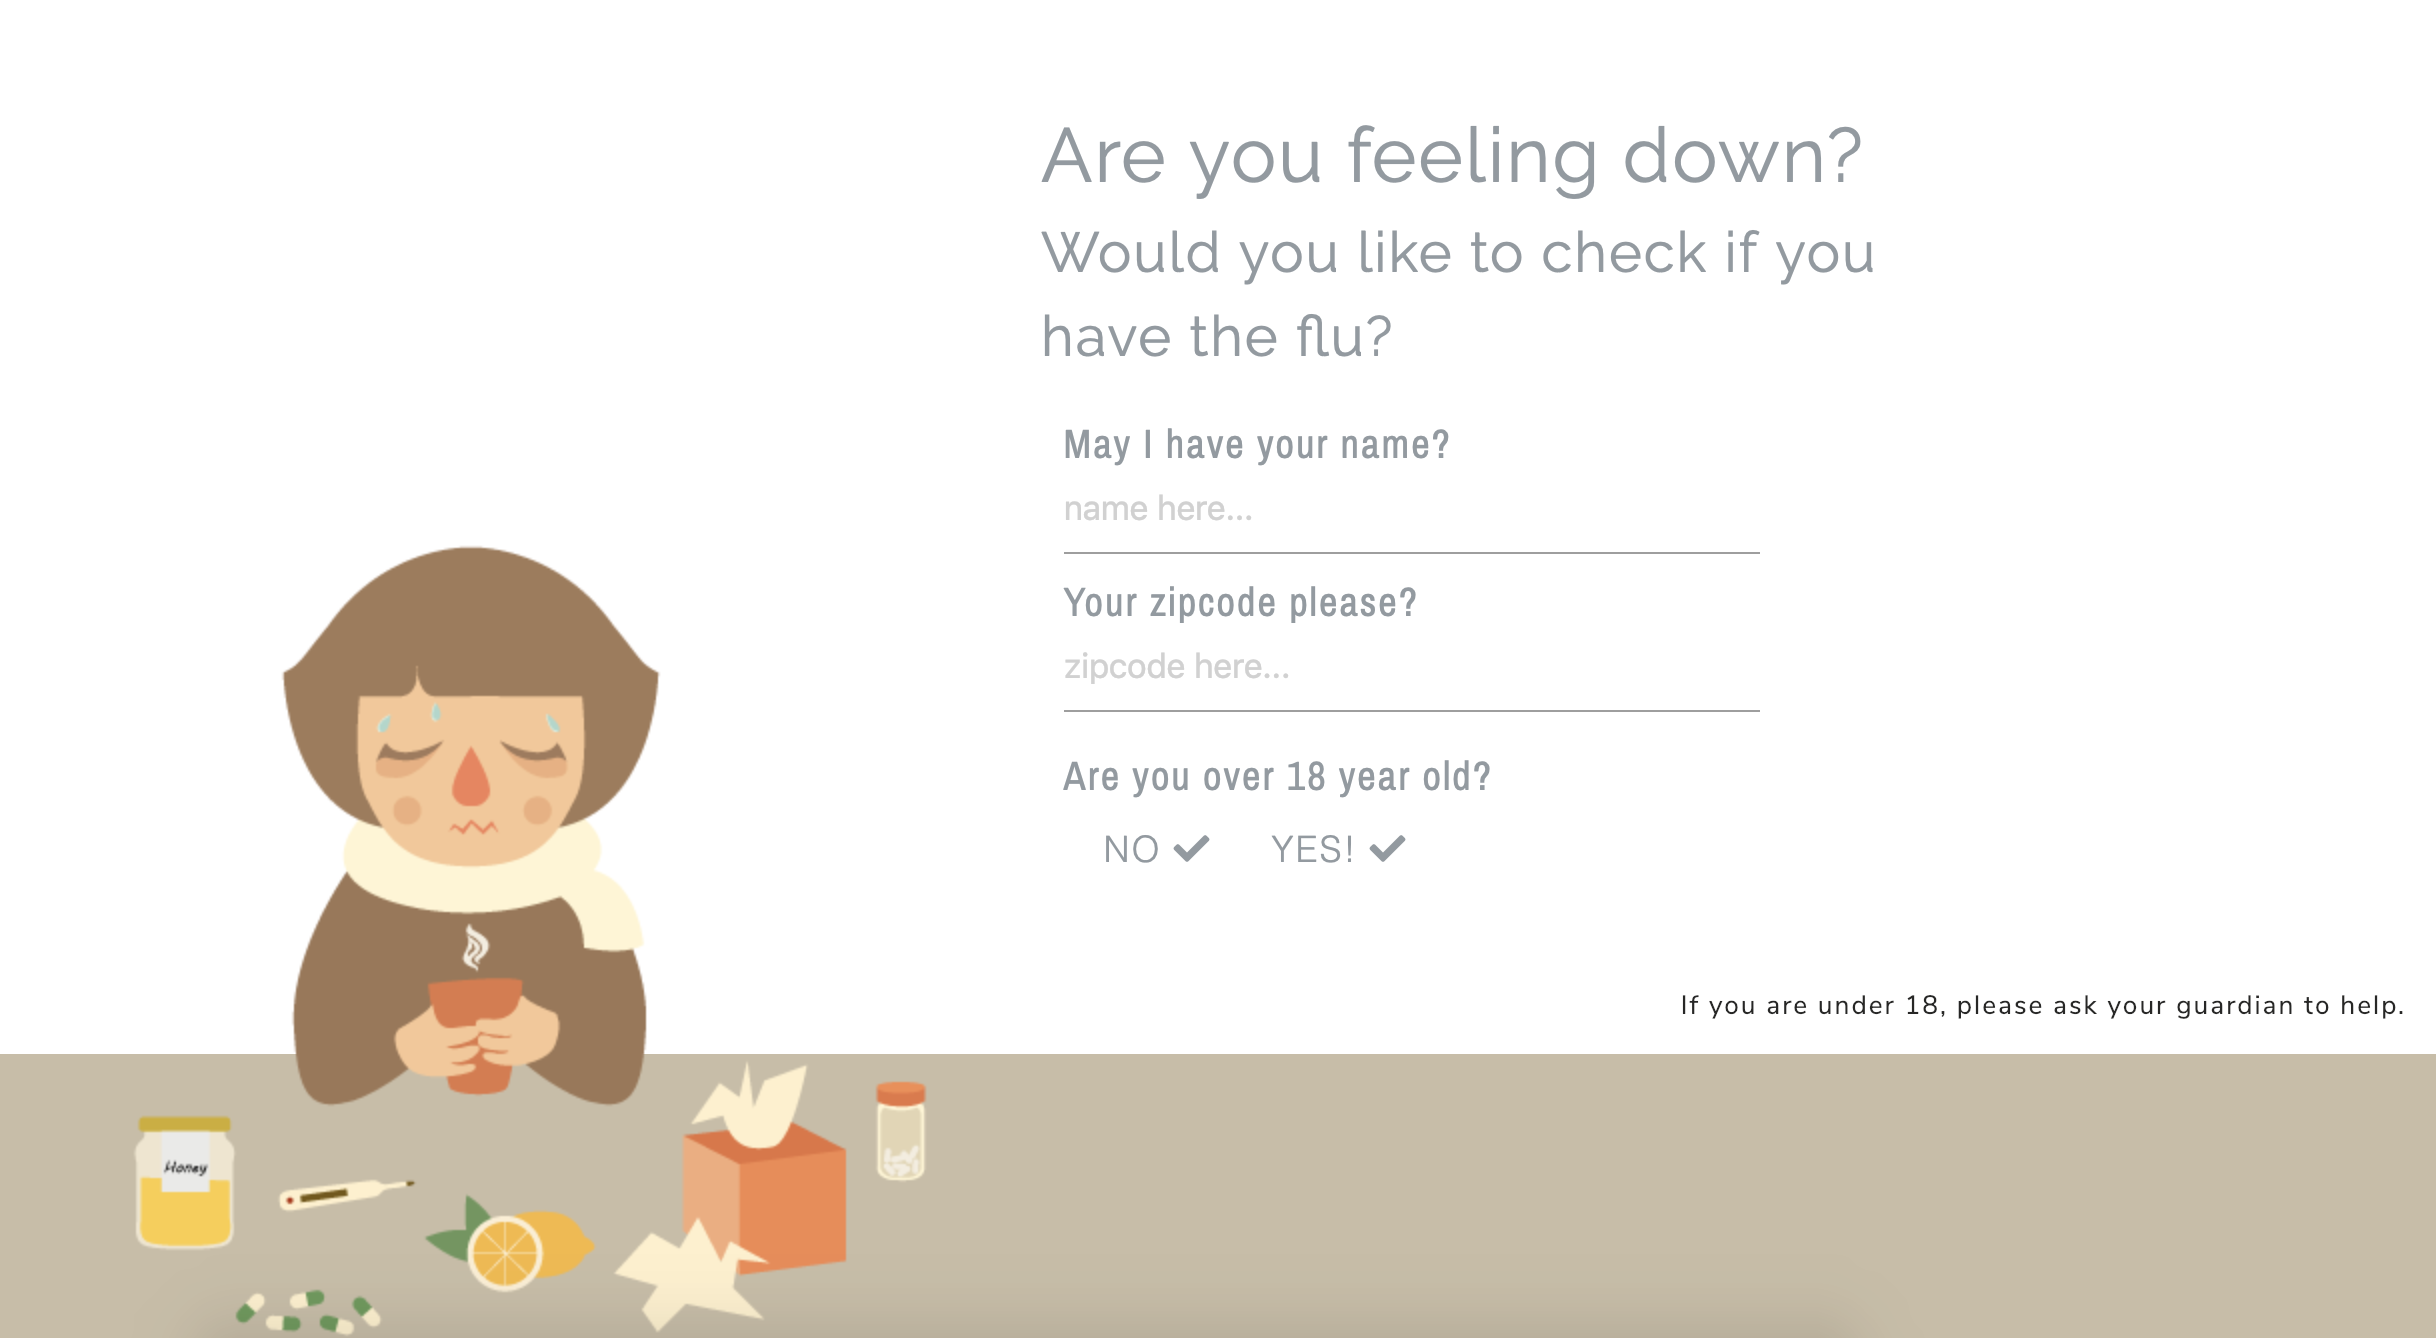 Are you feeling down?
Would you like to check if you
have the flu?
May I have your name?
name here...
Your zipcode please?
zipcode here...
Are you over 18 year old?
NO ✔ YES! ✔
If you are under 18, please ask your guardian to help.
Honey